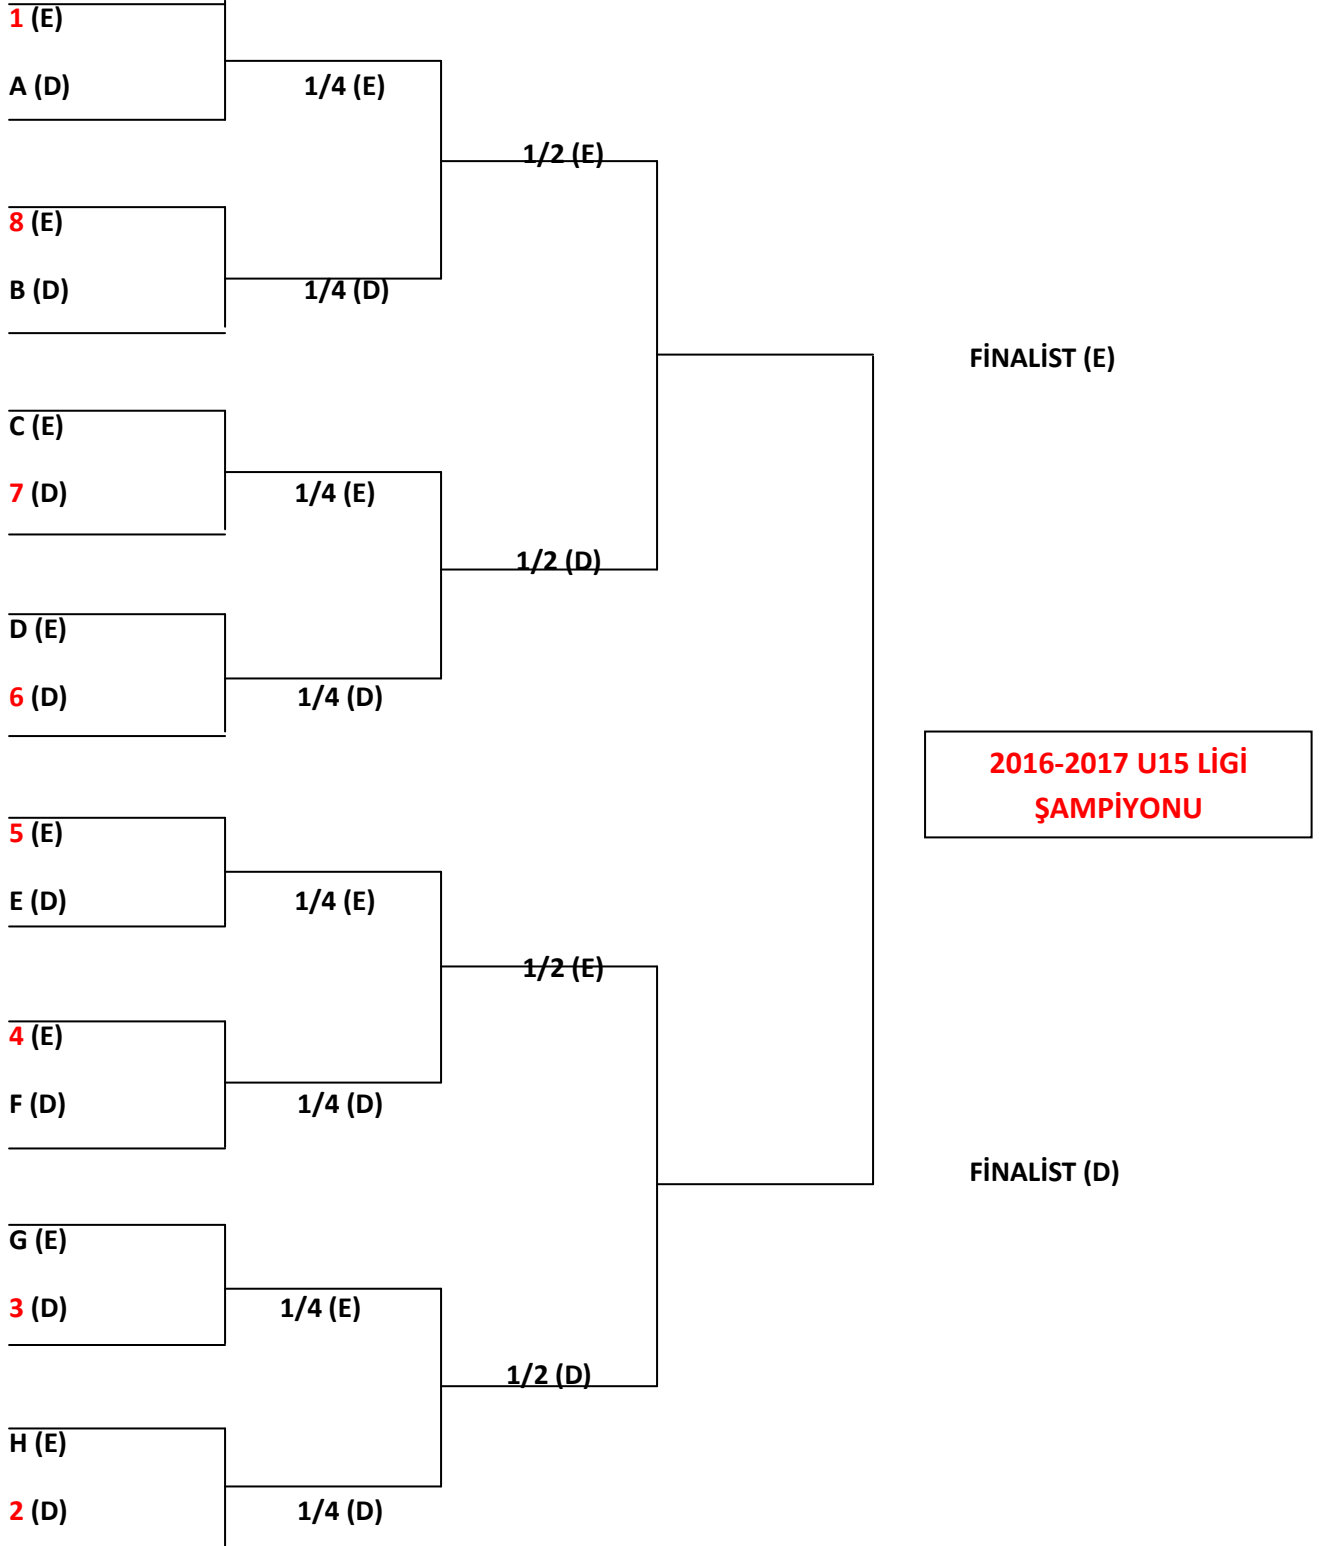 1 (E)
A (D)
1/4 (E)
1/2 (E)
8 (E)
B (D)
1/4 (D)
FİNALİST (E)
C (E)
7 (D)
1/4 (E)
1/2 (D)
D (E)
6 (D)
1/4 (D)
2016-2017 U15 LİGİ
ŞAMPİYONU
5 (E)
E (D)
1/4 (E)
1/2 (E)
4 (E)
F (D)
1/4 (D)
FİNALİST (D)
G (E)
3 (D)
1/4 (E)
1/2 (D)
H (E)
2 (D)
1/4 (D)